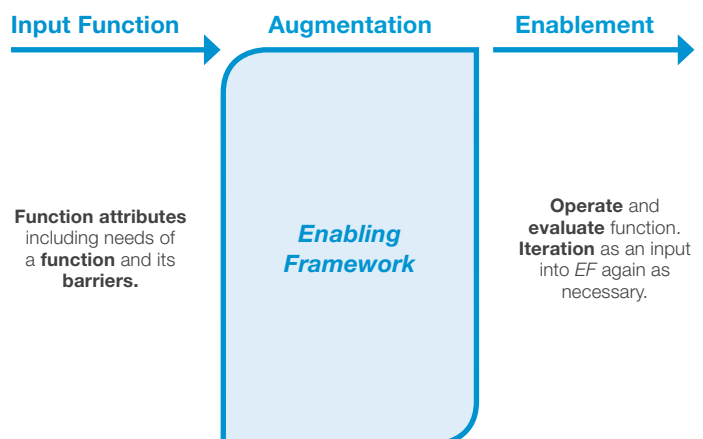 Input Function
Augmentation
Enablement
Function attributes
including needs of
a function and its
barriers.
Enabling
Framework
Operate and
evaluate function.
Iteration as an input
into EF again as
necessary.